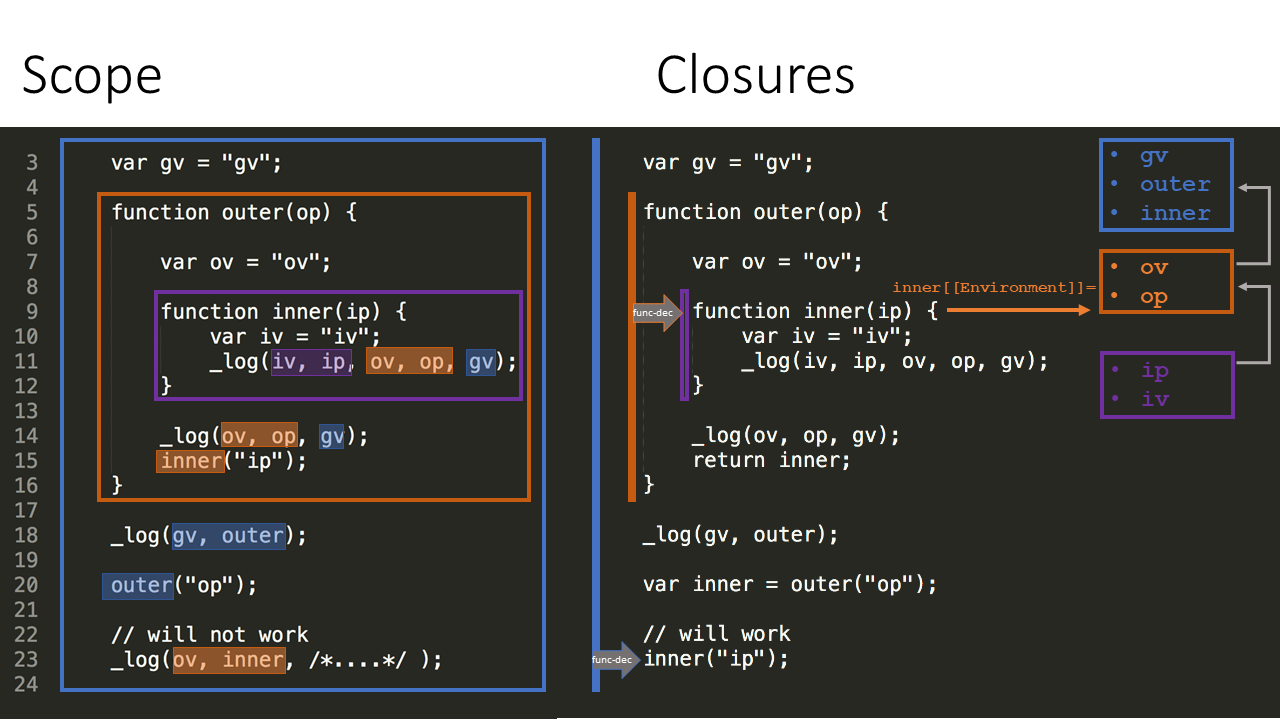 Scope
3 var gv = "gv";
4
5 function outer(op) {
6
7 var ov = "ov";
8
9 function inner(ip) {
10 var iv = "iv";
11 _log(iv, ip, ov, op, gv);
12 }
13
14 _log(ov, op, gv);
15 inner("ip");
16 }
17
18 _log(gv, outer);
19
20 outer("op");
21
22 // will not work
23 _log(ov, inner, /*....*/ );
24
Closures
var gv = "gv";
function outer(op) {
var ov = "ov";
func-dec
function inner(ip) {
var iv = "iv";
_log(iv, ip, ov, op, gv);
}
_log(ov, op, gv);
return inner;
}
_log(gv, outer);
var inner = outer("op");
// will work
func-dec
inner("ip");
• gv
• outer
• inner
inner[[Environment]]=
• ov
• op
• ip
• iv